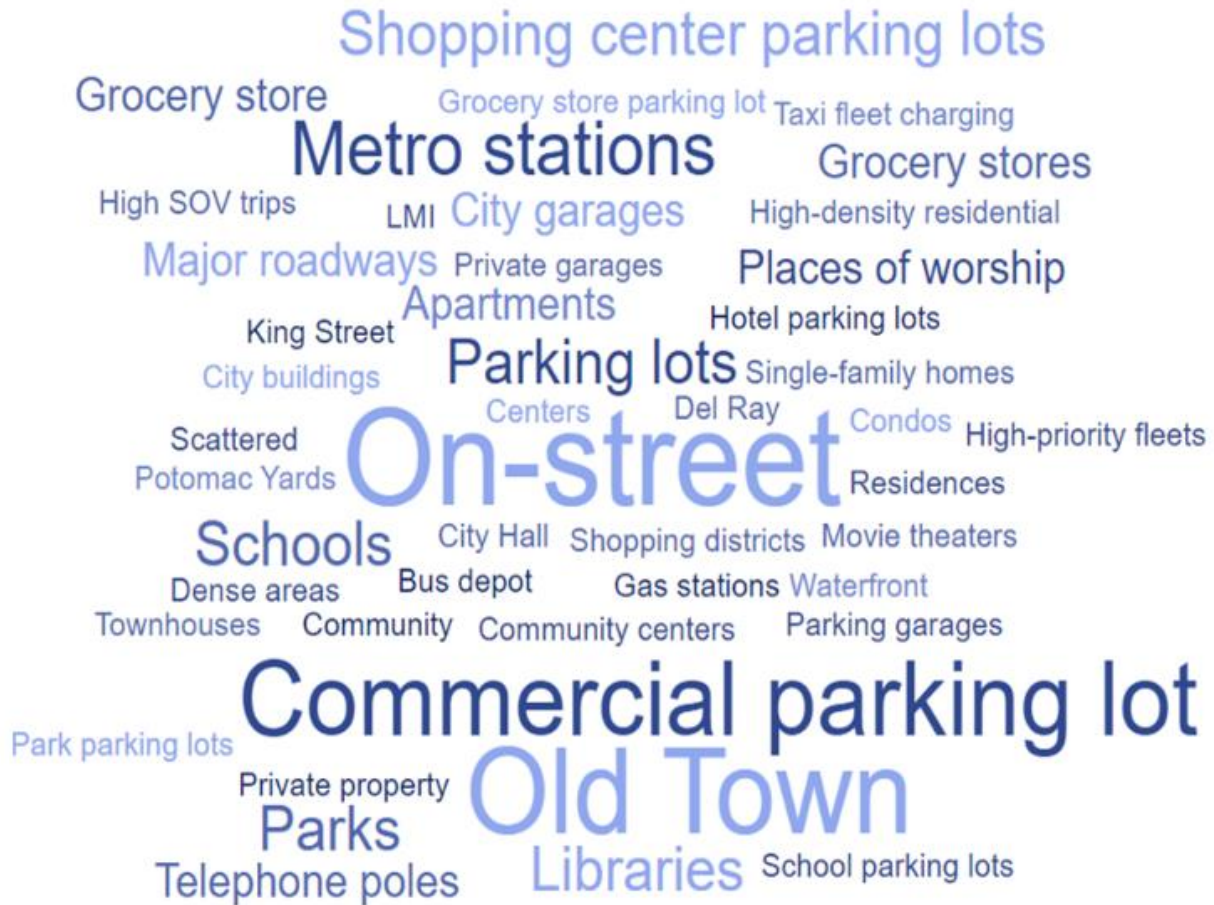 Shopping center parking lots
Grocery store
Grocery store parking lot
Taxi fleet charging
Metro stations
Grocery stores
High SOV trips
LMI
City garages
High-density residential
Major roadways
Private garages
Places of worship
Apartments
Hotel parking lots
King Street
Parking lots
Single-family homes
City buildings
Centers
Del Ray
Condos
High-priority fleets
Scattered
On-street
Potomac Yards
Residences
Schools
City Hall
Shopping districts
Movie theaters
Dense areas
Bus depot
Gas stations
Waterfront
Townhouses
Community
Community centers
Parking garages
Commercial parking lot
Park parking lots
Old Town
Private property
Parks
Libraries
School parking lots
Telephone poles